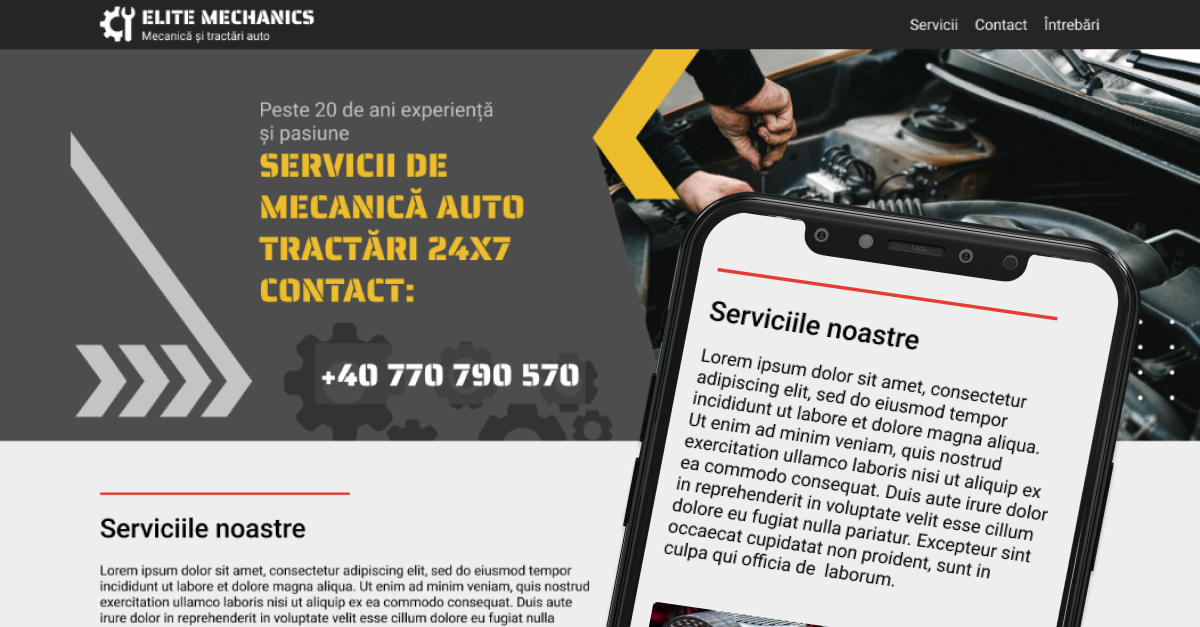 ELITE MECHANICS
Mecanică și tractări auto
Servicii Contact Întrebări
Peste 20 de ani experiență
și pasiune
SERVICII DE
MECANICĂ AUTO
TRACTĂRI 24X7
CONTACT:
+40 770 790 570
Serviciile noastre
Lorem ipsum dolor sit amet, consectetur adipiscing elit, sed do eiusmod tempor
incididunt ut labore et dolore magna aliqua. Ut enim ad minim veniam, quis nostrud
exercitation ullamco laboris nisi ut aliquip ex ea commodo consequat. Duis aute
irure dolor in reprehenderit in voluptate velit esse cillum dolore eu fugiat nulla
Serviciile noastre
Lorem ipsum dolor sit amet, consectetur
adipiscing elit, sed do eiusmod tempor
incididunt ut labore et dolore magna aliqua.
Ut enim ad minim veniam, quis nostrud
exercitation ullamco laboris nisi ut aliquip ex
ea commodo consequat. Duis aute irure dolor
in reprehenderit in voluptate velit esse cillum
dolore eu fugiat nulla pariatur. Excepteur sint
occaecat cupidatat non proident, sunt in
culpa qui officia de laborum.